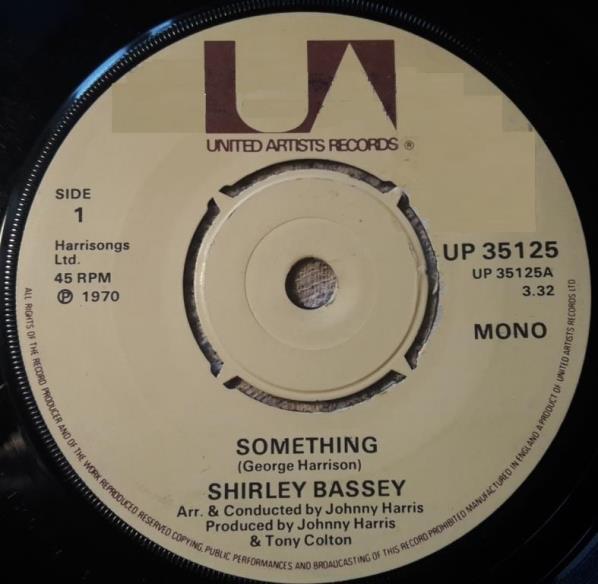 UA
UNITED ARTISTS RECORDS ®
SIDE
1
Harrisongs
Ltd.
45 RPM
℗ 1970
UP 35125
UP 35125A
3.32
MONO
SOMETHING
(George Harrison)
SHIRLEY BASSEY
Arr. & Conducted by Johnny Harris
Produced by Johnny Harris
& Tony Colton
ALL RIGHTS OF THE RECORD PRODUCER AND OF THE WORK REPRODUCED RESERVED COPYING, PUBLIC PERFORMANCES AND BROADCASTING OF THIS RECORD PROHIBITED MANUFACTURED IN ENGLAND A PRODUCT OF UNITED ARTISTS RECORDS LTD